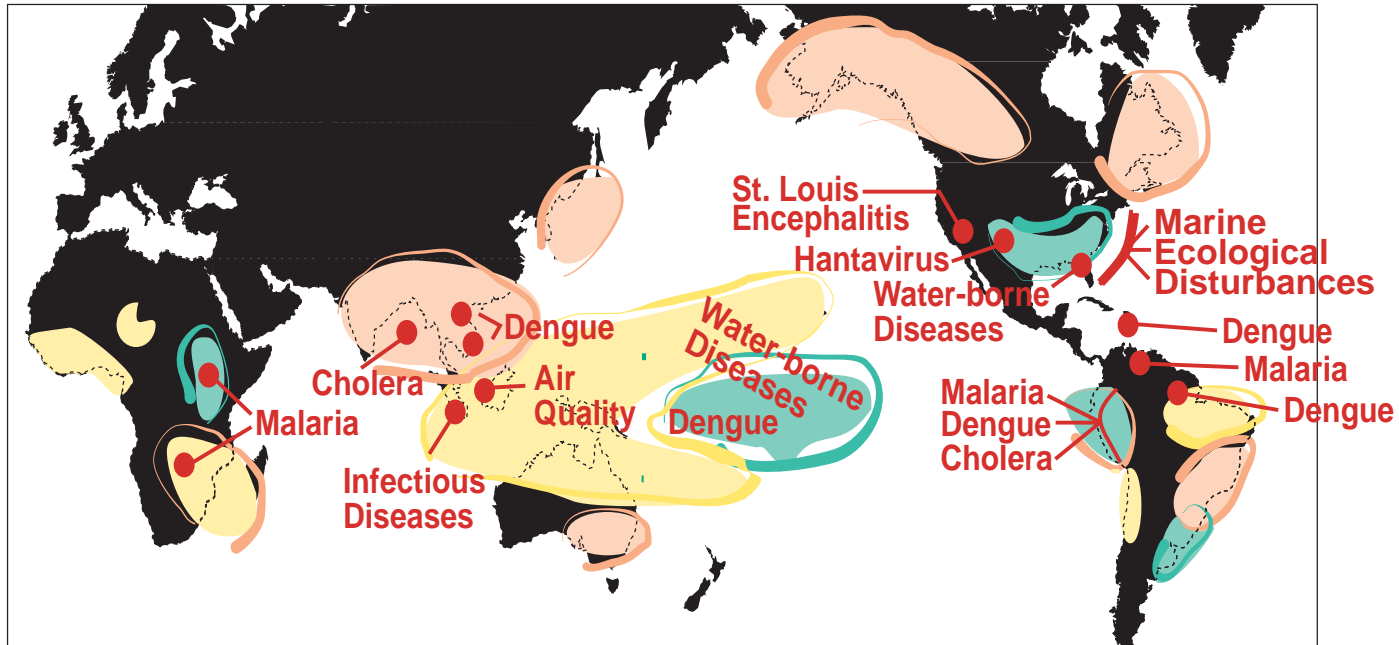 St. Louis
Encephalitis
Hantavirus
Water-borne
Diseases
Marine
Ecological
Disturbances
Dengue
Malaria
Dengue
Malaria
Dengue
Cholera
Water-borne
Diseases
Dengue
Dengue
Cholera
Air
Quality
Infectious
Diseases
Malaria